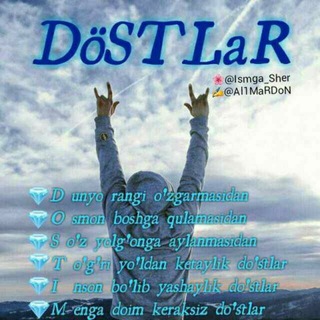 DöSTLaR
🌸@Ismga_Sher
✍@Al1MaRDoN
💎D unyo rangi o'zgarmasidan
💎O smon boshga qulamasidan
💎S o'z yolg'onga aylanmasidan
💎T o'g'ri yo'ldan ketaylik do'stlar
💎I nson bo'lib yashaylik do'stlar
💎M enga doim keraksiz do'stlar